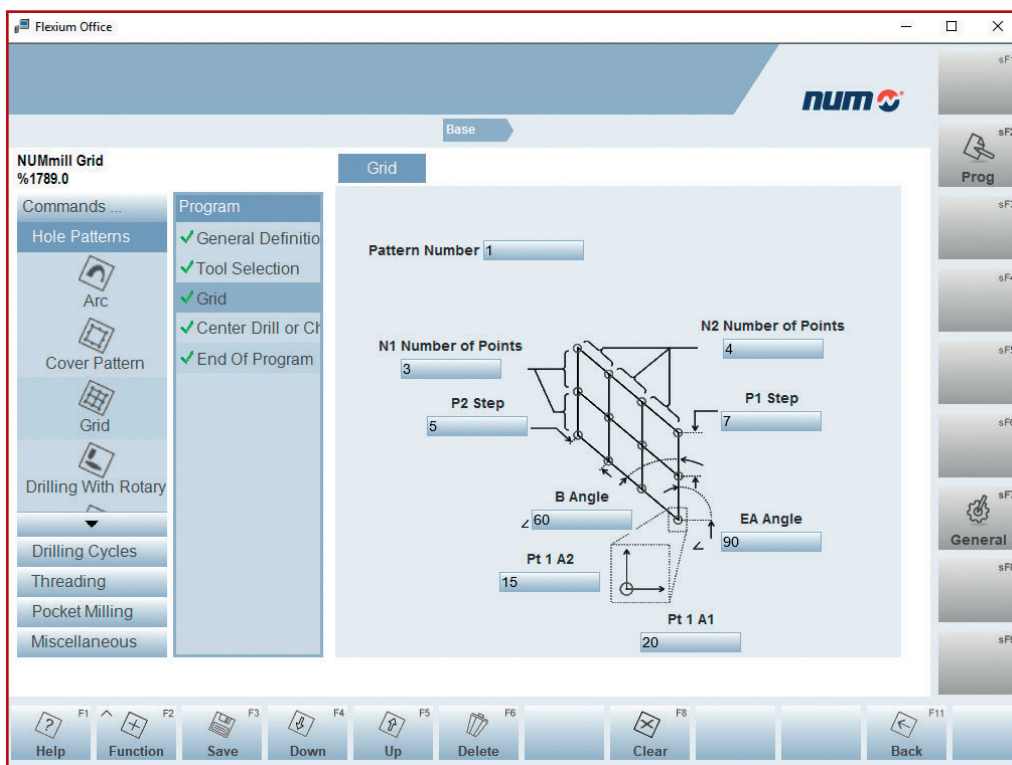 Flexium Office
num
Base
NUMmill Grid
%1789.0
Commands ...
Hole Patterns
Arc
Cover Pattern
Grid
Drilling With Rotary
Drilling Cycles
Threading
Pocket Milling
Miscellaneous
Program
General Definitio
Tool Selection
Grid
Center Drill or Ch
End Of Program
Grid
Pattern Number 1
N1 Number of Points
3
N2 Number of Points
4
P2 Step
5
P1 Step
7
B Angle
60
EA Angle
90
Pt 1 A2
15
Pt 1 A1
20
sF1
sF2
Prog
sF3
sF4
sF5
sF6
sF7
General
sF8
sF9
F1
Help
F2
Function
F3
Save
F4
Down
F5
Up
F6
Delete
F8
Clear
F11
Back